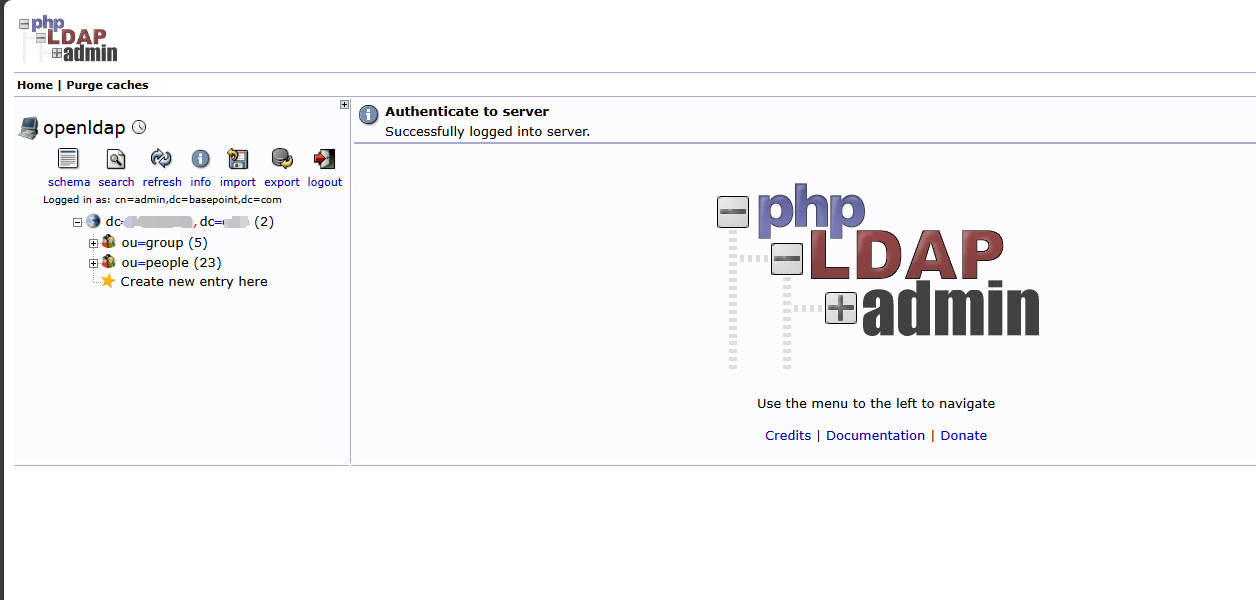 php
LDAP
admin
Home | Purge caches
openldap
schema search refresh info import export logout
Logged in as: cn=admin,dc=basepoint,dc=com
dc= , dc= (2)
ou=group (5)
ou=people (23)
Create new entry here
Authenticate to server
Successfully logged into server.
php
LDAP
admin
Use the menu to the left to navigate
Credits | Documentation | Donate